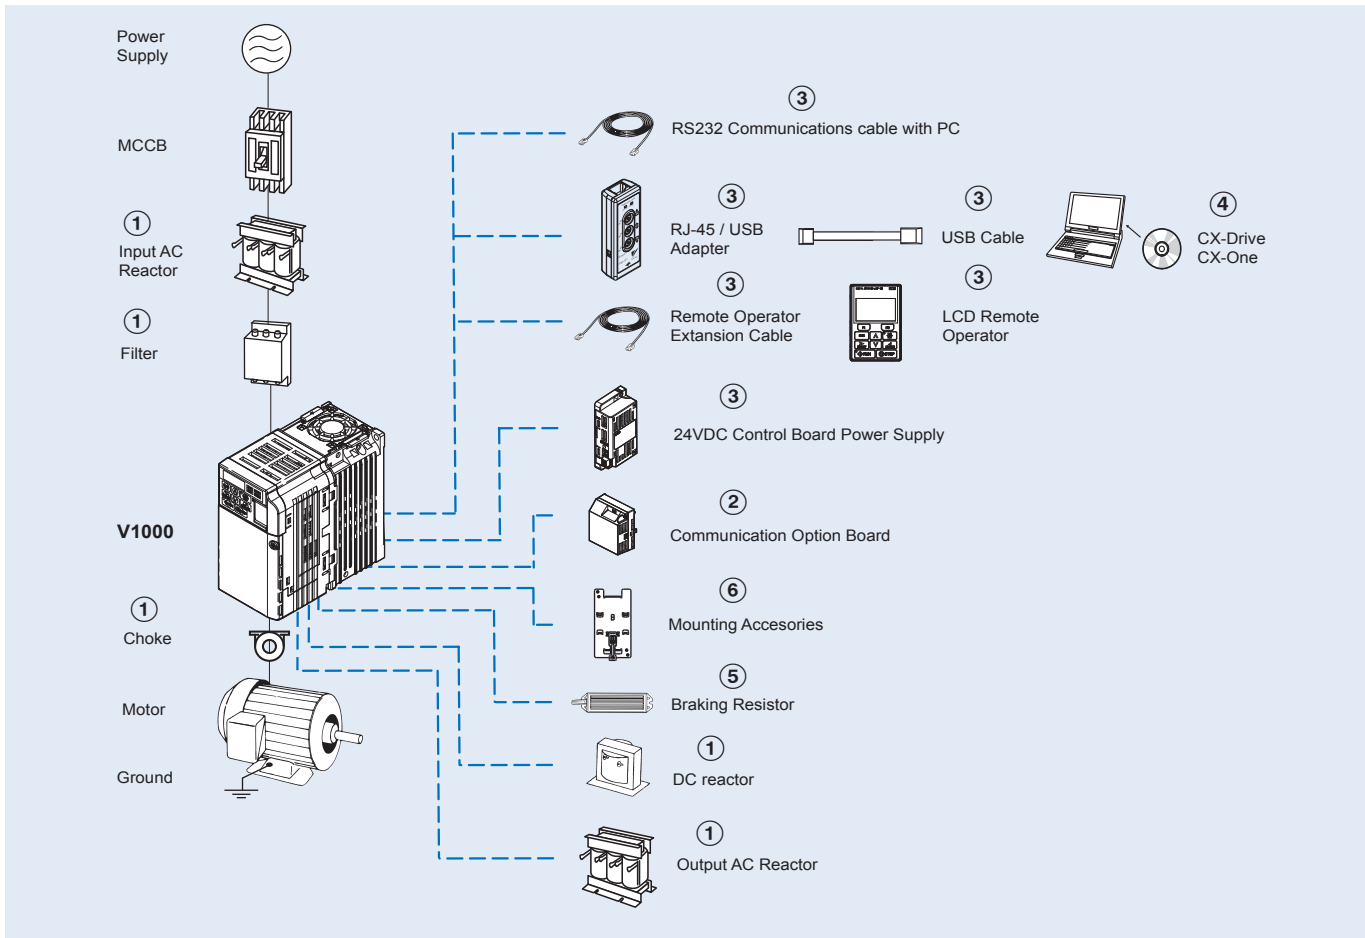 Power
Supply
MCCB
1
Input AC
Reactor
1
Filter
V1000
1
Choke
Motor
Ground
3
RS232 Communications cable with PC
3
RJ-45 / USB
Adapter
3
USB Cable
4
CX-Drive
CX-One
3
Remote Operator
Extension Cable
3
LCD Remote
Operator
3
24VDC Control Board Power Supply
2
Communication Option Board
6
Mounting Accesories
5
Braking Resistor
1
DC reactor
1
Output AC Reactor